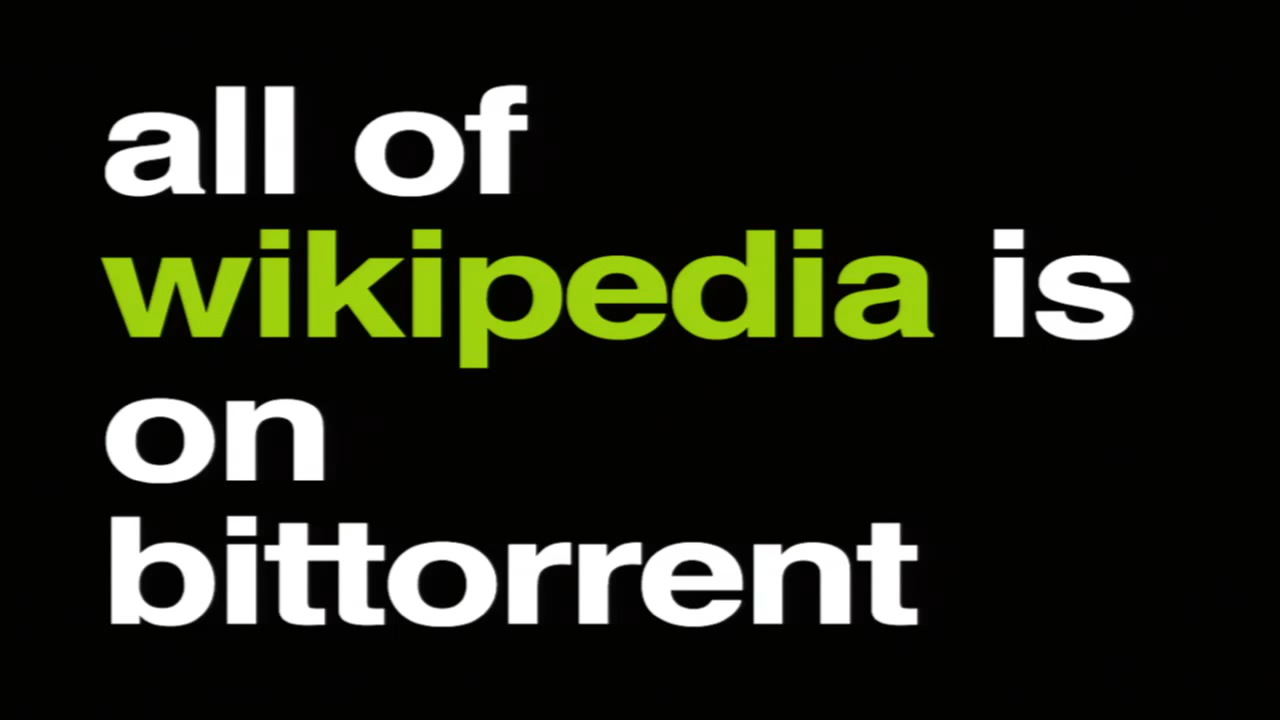 all of
wikipedia is
on
bittorrent